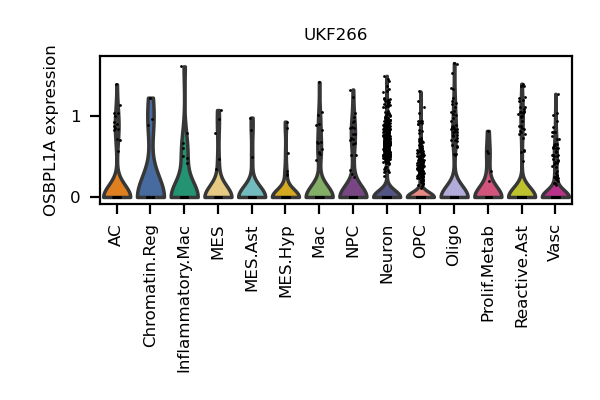 UKF266
OSBPL1A expression
1
0
AC
Chromatin.Reg
Inflammatory.Mac
MES
MES.Ast
MES.Hyp
Mac
NPC
Neuron
OPC
Oligo
Prolif.Metab
Reactive.Ast
Vasc